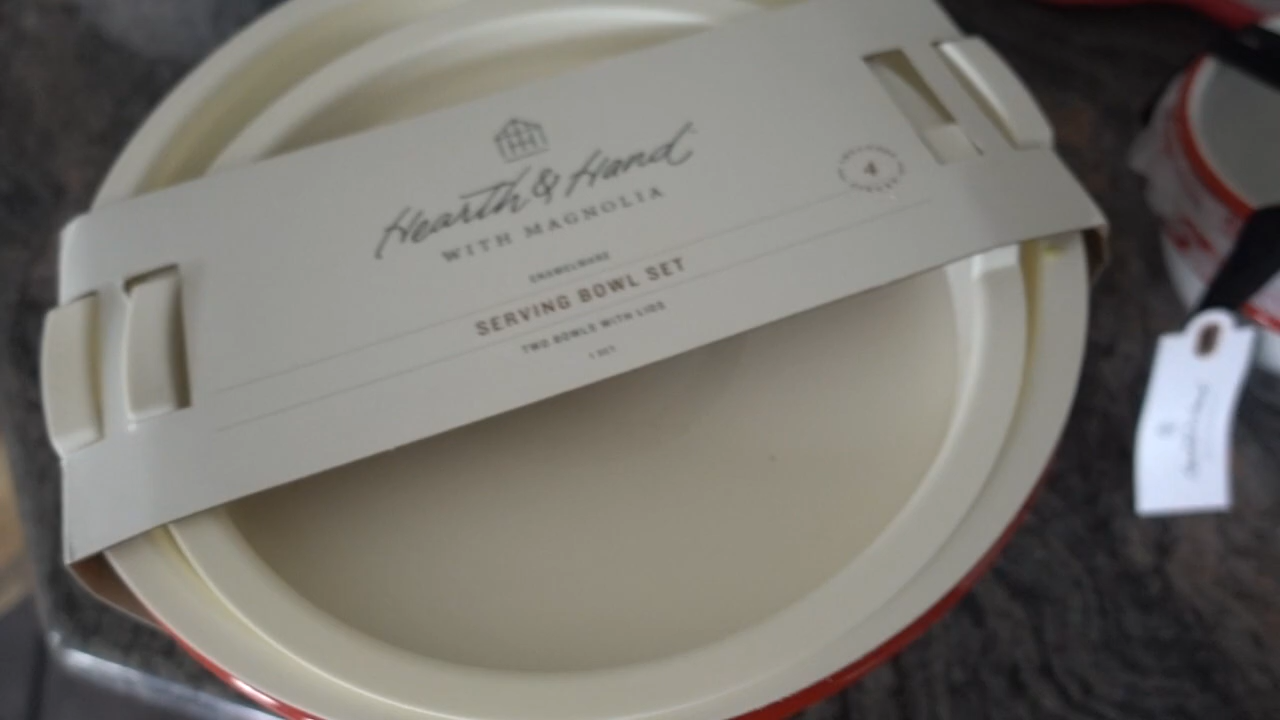 Hearth & Hand
WITH MAGNOLIA
4
ENAMELWARE
SERVING BOWL SET
TWO BOWLS WITH LIDS
1 SET